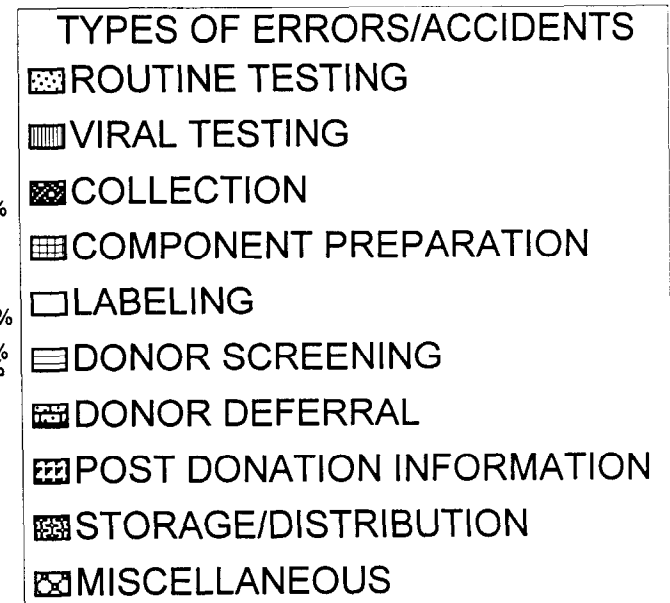 TYPES OF ERRORS/ACCIDENTS
ROUTINE TESTING
VIRAL TESTING
COLLECTION
%
COMPONENT PREPARATION
LABELING
%
DONOR SCREENING
%
DONOR DEFERRAL
POST DONATION INFORMATION
STORAGE/DISTRIBUTION
MISCELLANEOUS